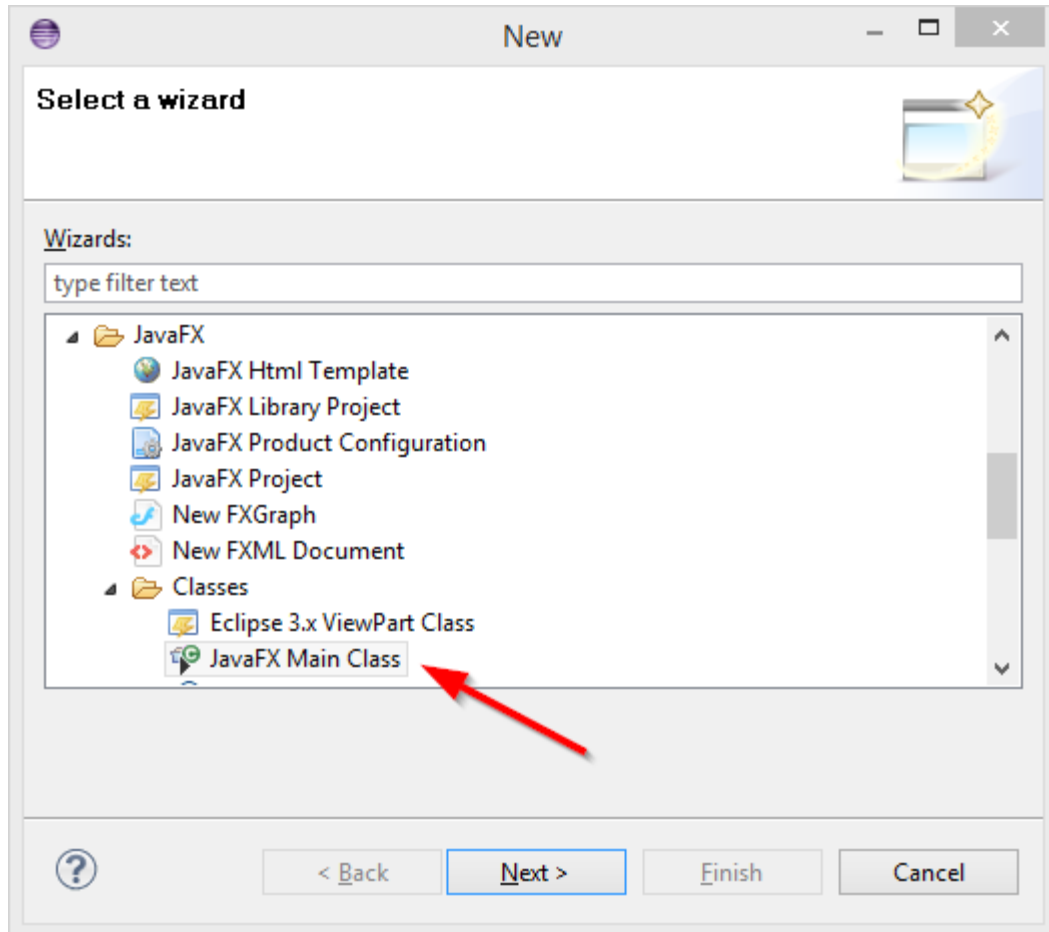 New
Select a wizard
Wizards:
type filter text
JavaFX
JavaFX Html Template
JavaFX Library Project
JavaFX Product Configuration
JavaFX Project
New FXGraph
New FXML Document
Classes
Eclipse 3.x ViewPart Class
JavaFX Main Class
< Back Next > Finish Cancel